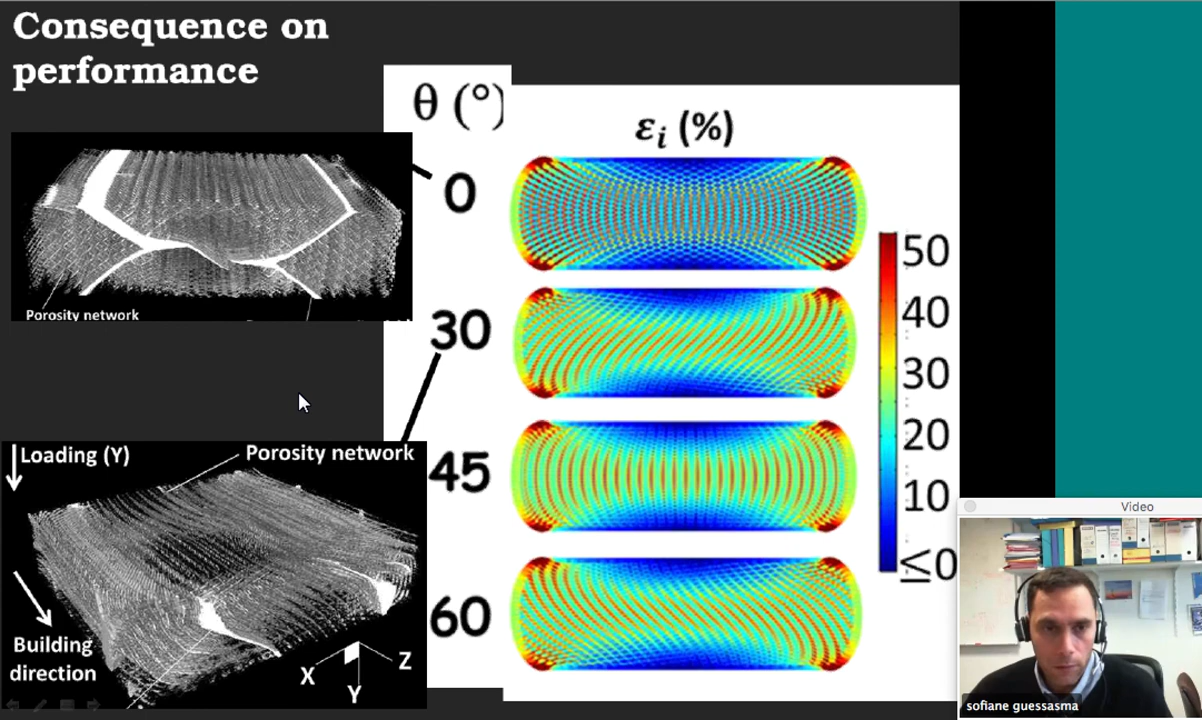 Consequence on
performance
θ (°)
εi (%)
0
30
45
60
50
40
30
20
10
≤0
Porosity network
Loading (Y)
Porosity network
Building
direction
X
Y
Z
Video
sofiane guessasma